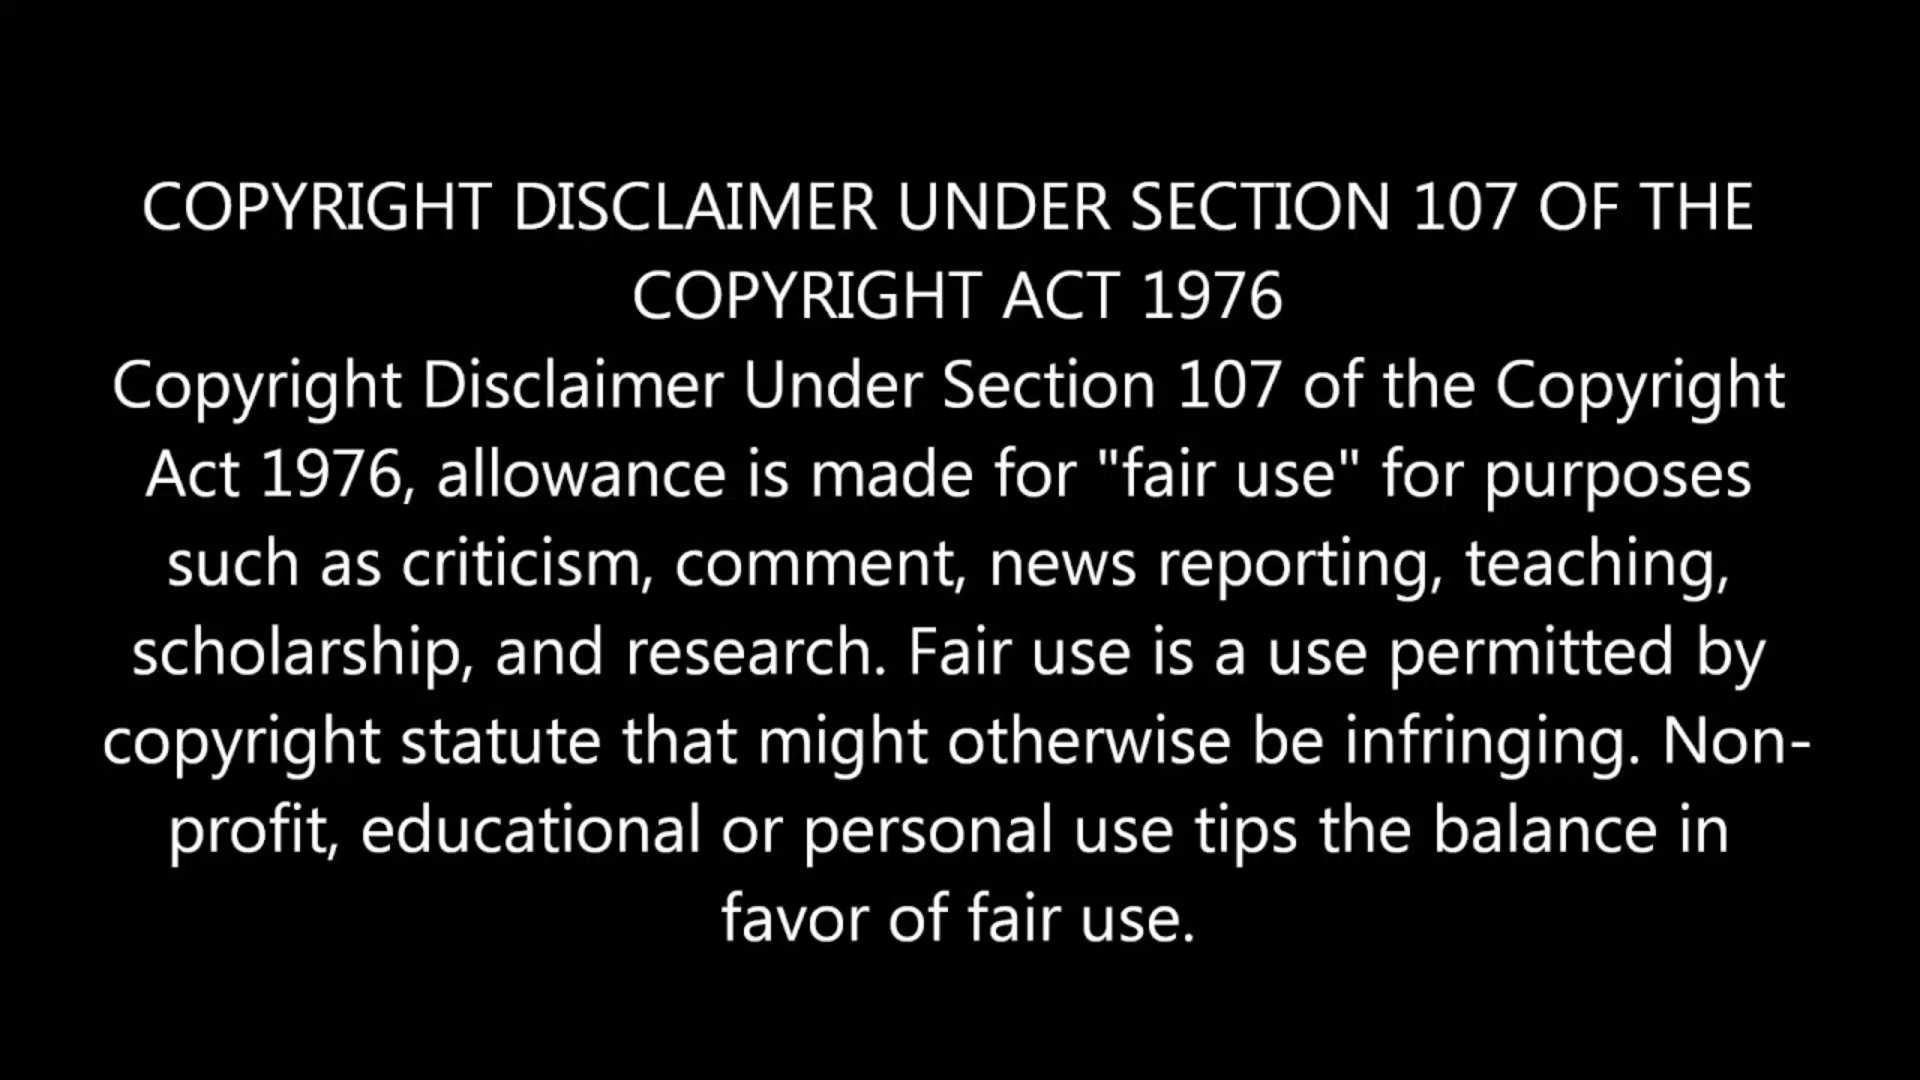 COPYRIGHT DISCLAIMER UNDER SECTION 107 OF THE
COPYRIGHT ACT 1976
Copyright Disclaimer Under Section 107 of the Copyright
Act 1976, allowance is made for "fair use" for purposes
such as criticism, comment, news reporting, teaching,
scholarship, and research. Fair use is a use permitted by
copyright statute that might otherwise be infringing. Non-
profit, educational or personal use tips the balance in
favor of fair use.